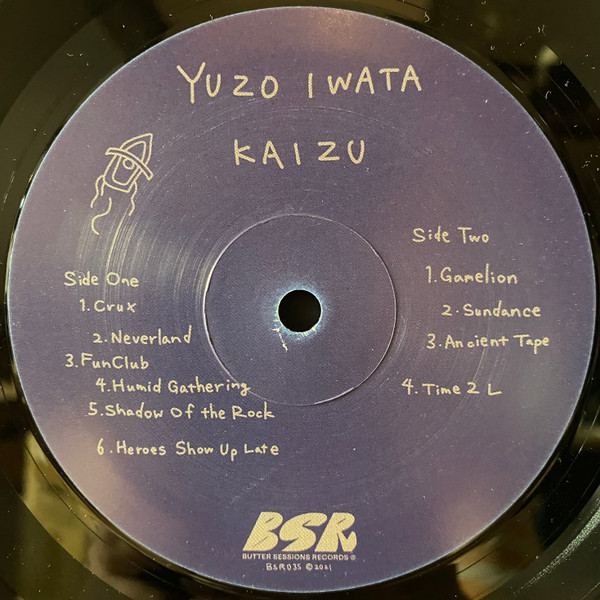 YUZO IWATA
KAIZU
Side One
1. Crux
2. Neverland
3. FunClub
4. Humid Gathering
5. Shadow Of the Rock
6. Heroes Show Up Late
Side Two
1. Gamelion
2. Sundance
3. Ancient Tape
4. Time 2 L
BSR
BUTTER SESSIONS RECORDS ®
BSR035 ©2021